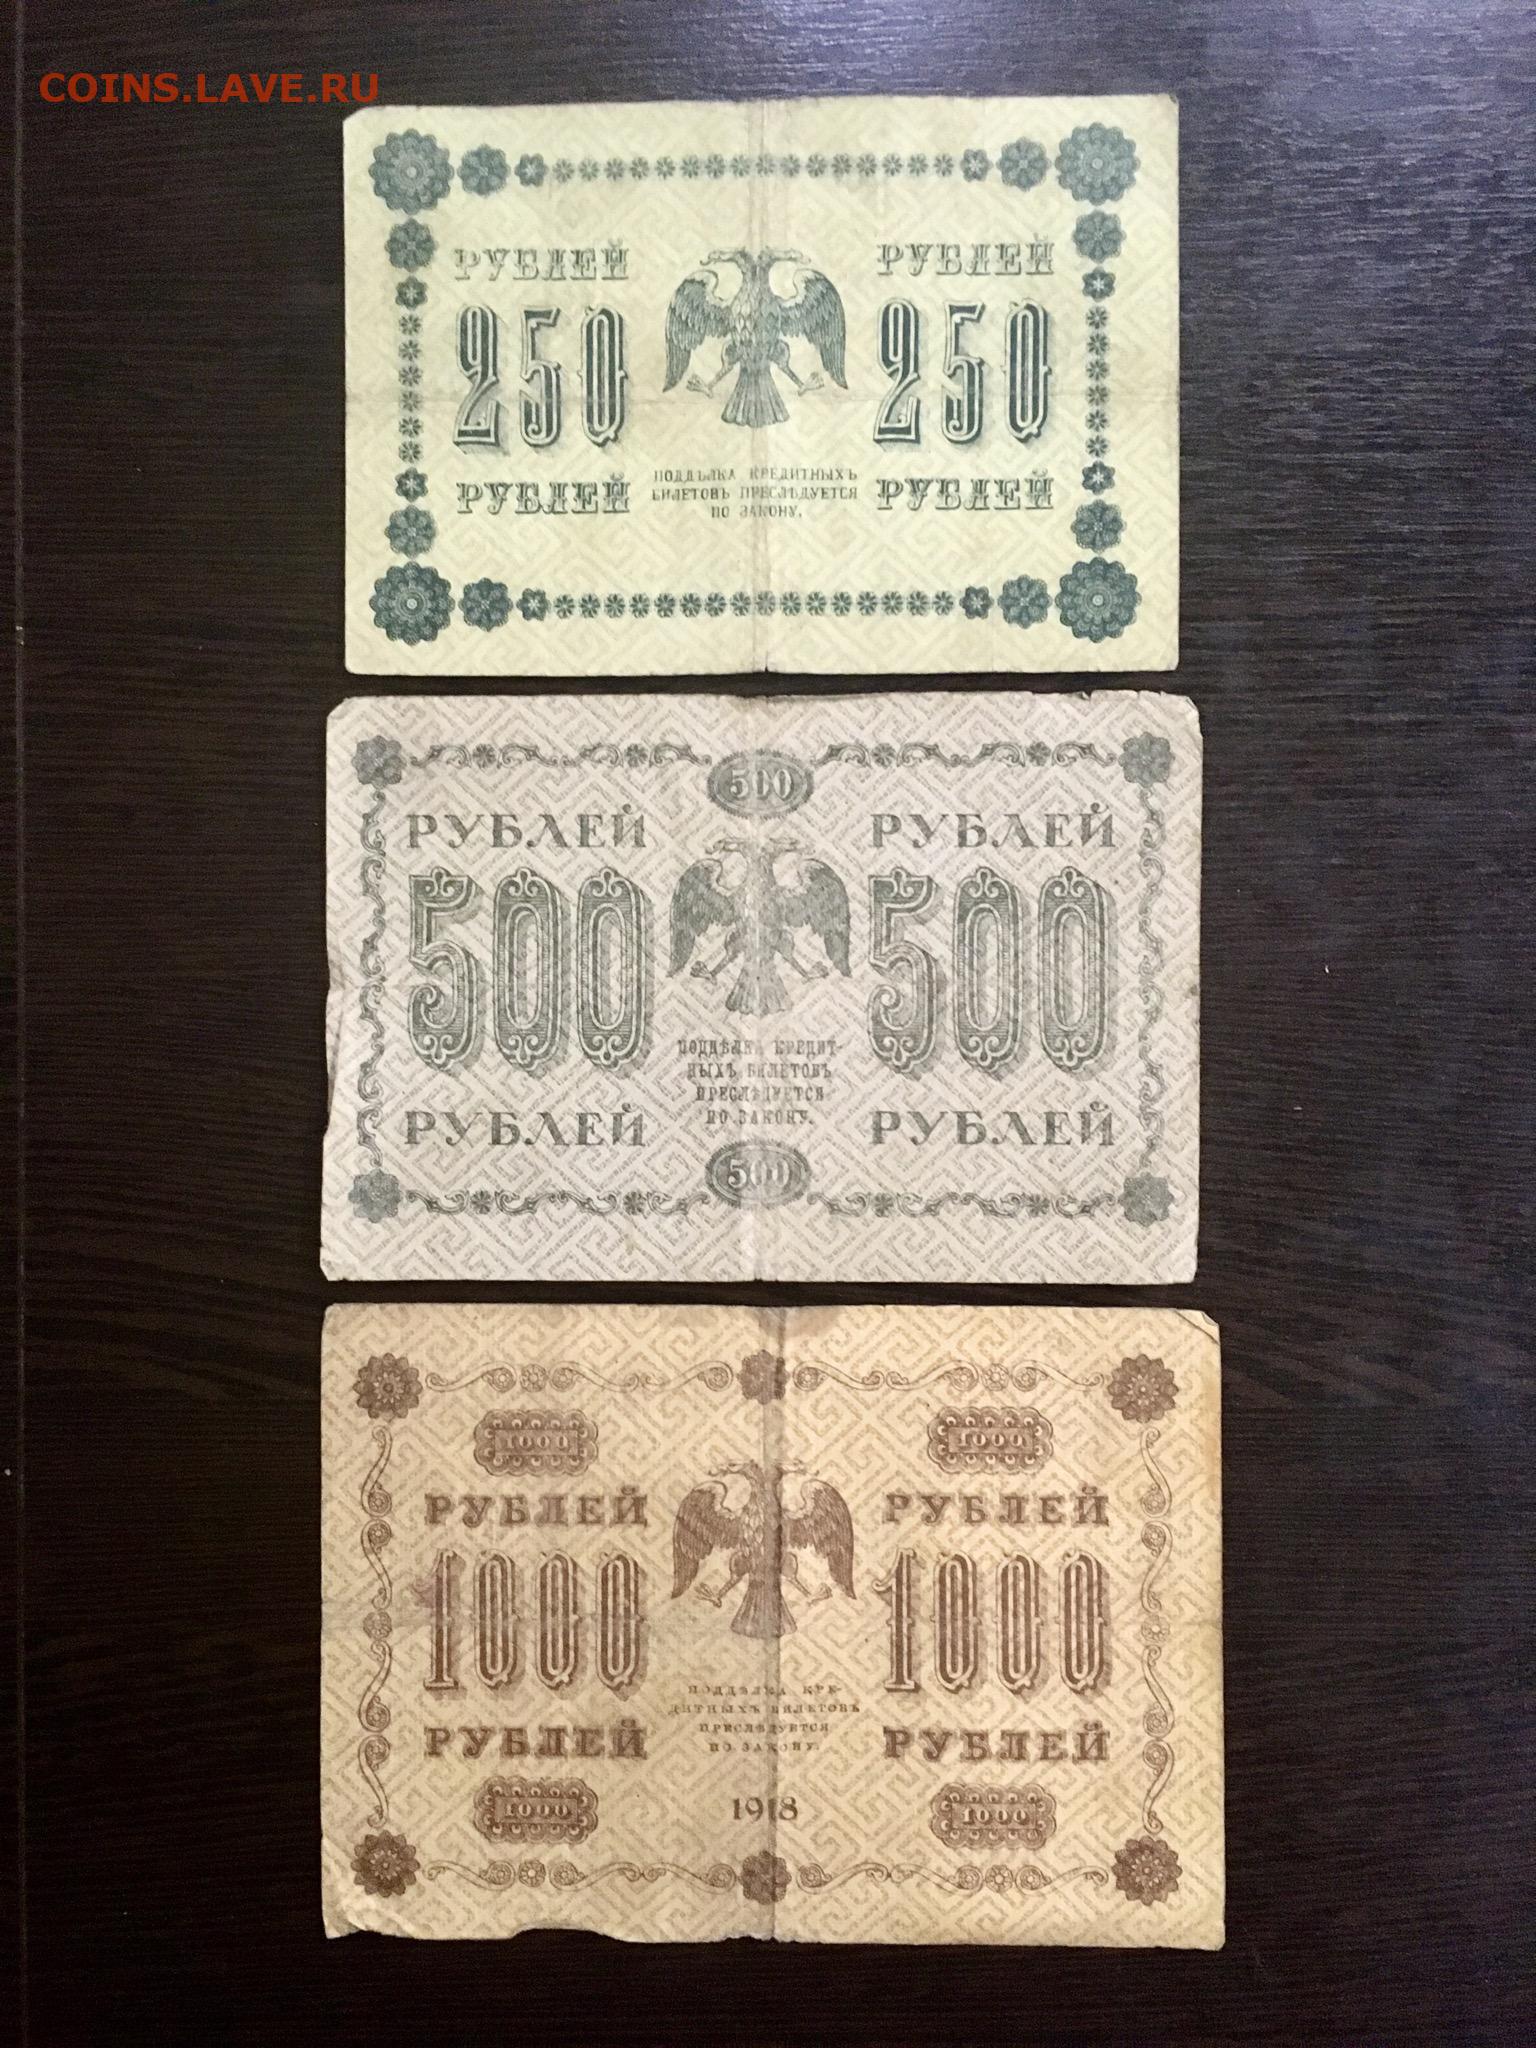 COINS.LAVE.RU
РУБЛЕЙ РУБЛЕЙ
250 250
ПОДДѢЛКА КРЕДИТНЫХЪ
БИЛЕТОВЪ ПРЕСЛѢДУЕТСЯ
ПО ЗАКОНУ.
РУБЛЕЙ РУБЛЕЙ
500
РУБЛЕЙ РУБЛЕЙ
500 500
ПОДДѢЛКА КРЕДИТ-
НЫХЪ БИЛЕТОВЪ
ПРЕСЛѢДУЕТСЯ
ПО ЗАКОНУ.
РУБЛЕЙ РУБЛЕЙ
500
1000 1000
РУБЛЕЙ РУБЛЕЙ
1000 1000
ПОДДѢЛКА КРЕ-
ДИТНЫХЪ БИЛЕТОВЪ
ПРЕСЛѢДУЕТСЯ
ПО ЗАКОНУ.
РУБЛЕЙ РУБЛЕЙ
1000 1918 1000